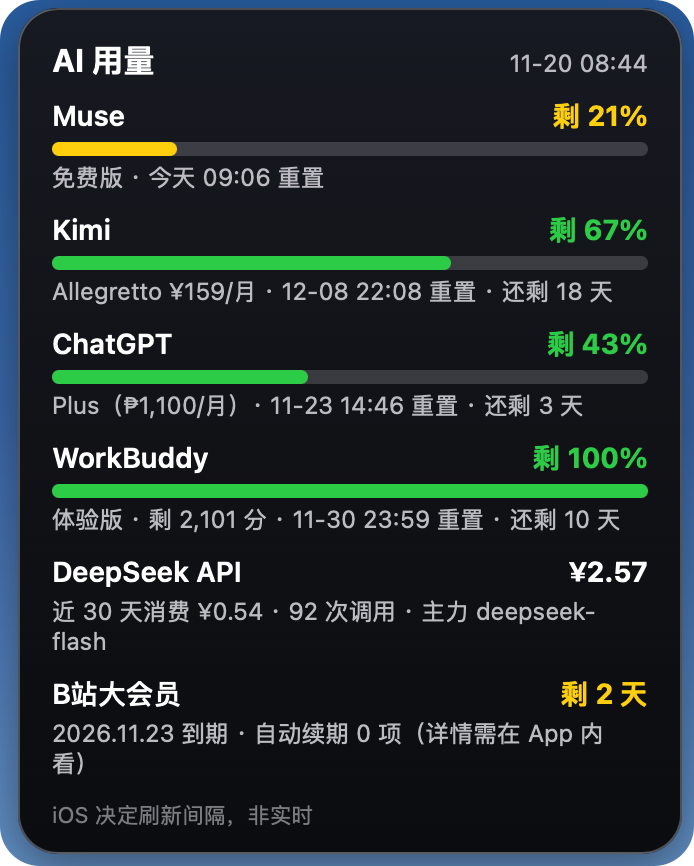 AI 用量
11-20 08:44
Muse
剩 21%
免费版 · 今天 09:06 重置
Kimi
剩 67%
Allegretto ¥159/月 · 12-08 22:08 重置 · 还剩 18 天
ChatGPT
剩 43%
Plus（₱1,100/月）· 11-23 14:46 重置 · 还剩 3 天
WorkBuddy
剩 100%
体验版 · 剩 2,101 分 · 11-30 23:59 重置 · 还剩 10 天
DeepSeek API
¥2.57
近 30 天消费 ¥0.54 · 92 次调用 · 主力 deepseek-
flash
B站大会员
剩 2 天
2026.11.23 到期 · 自动续期 0 项（详情需在 App 内
看）
iOS 决定刷新间隔，非实时